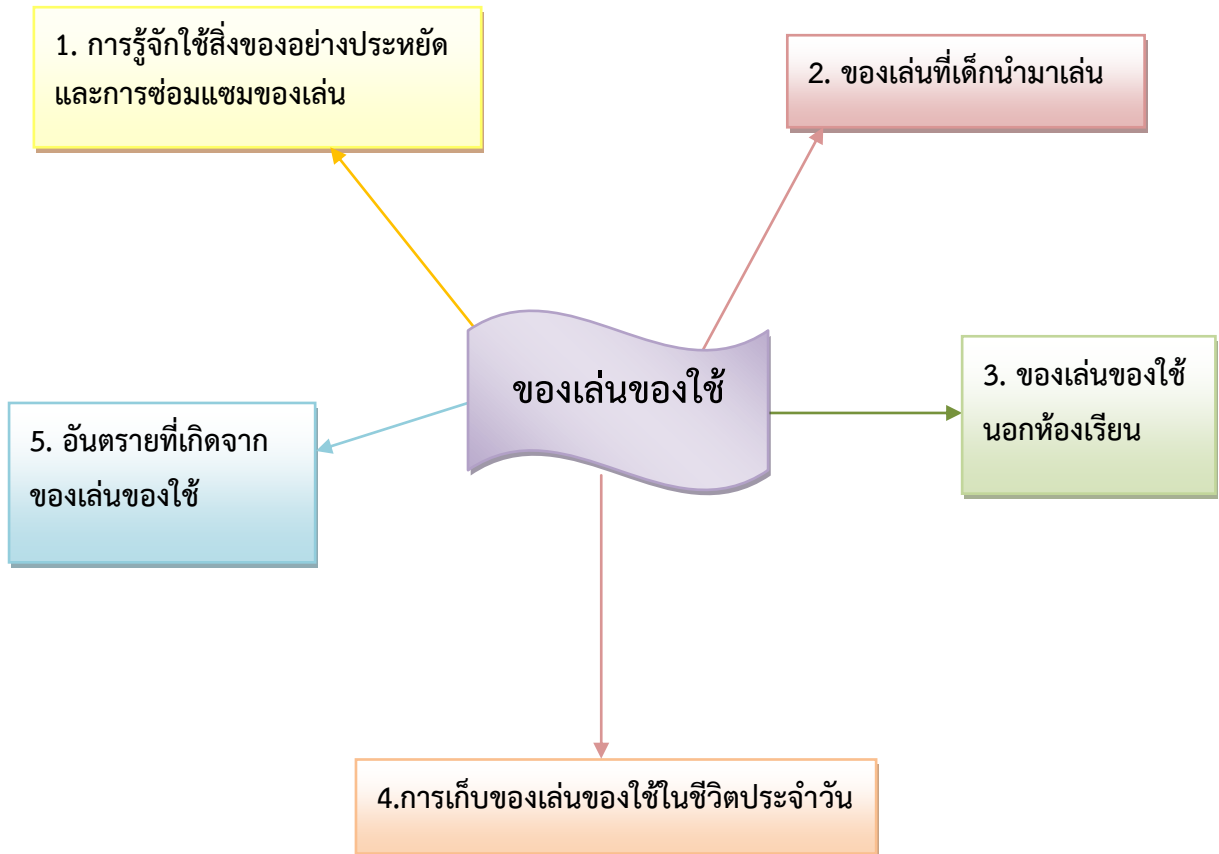 1. การรู้จักใช้สิ่งของอย่างประหยัด
และการซ่อมแซมของเล่น
2. ของเล่นที่เด็กนำมาเล่น
ของเล่นของใช้
3. ของเล่นของใช้
นอกห้องเรียน
5. อันตรายที่เกิดจาก
ของเล่นของใช้
4.การเก็บของเล่นของใช้ในชีวิตประจำวัน